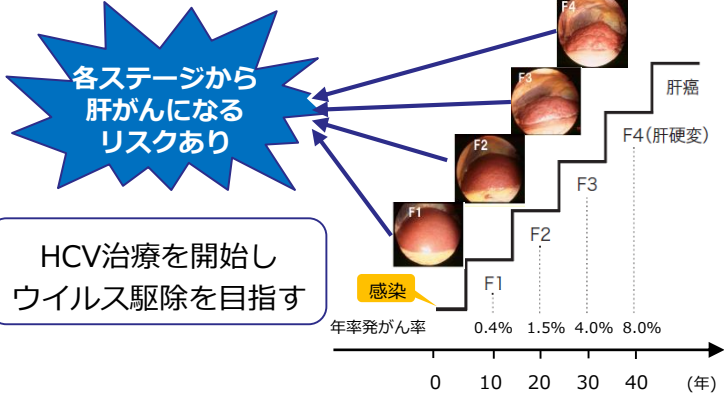 各ステージから
肝がんになる
リスクあり
F4
F3
F2
F1
肝癌
F4(肝硬変)
F3
F2
F1
HCV治療を開始し
ウイルス駆除を目指す
感染
年率発がん率 0.4% 1.5% 4.0% 8.0%
0 10 20 30 40 (年)